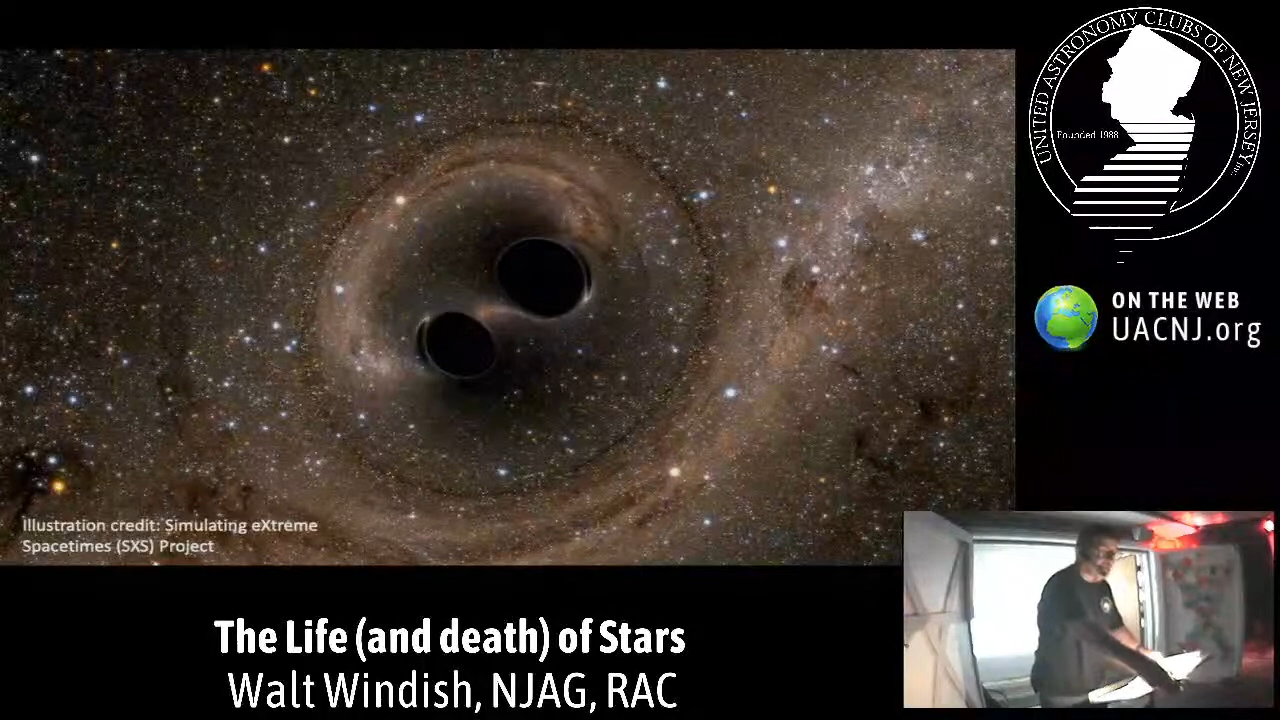 UNITED ASTRONOMY CLUBS OF NEW JERSEY, Inc.
Founded 1988
ON THE WEB
UACNJ.org
Illustration credit: Simulating eXtreme
Spacetimes (SXS) Project
The Life (and death) of Stars
Walt Windish, NJAG, RAC